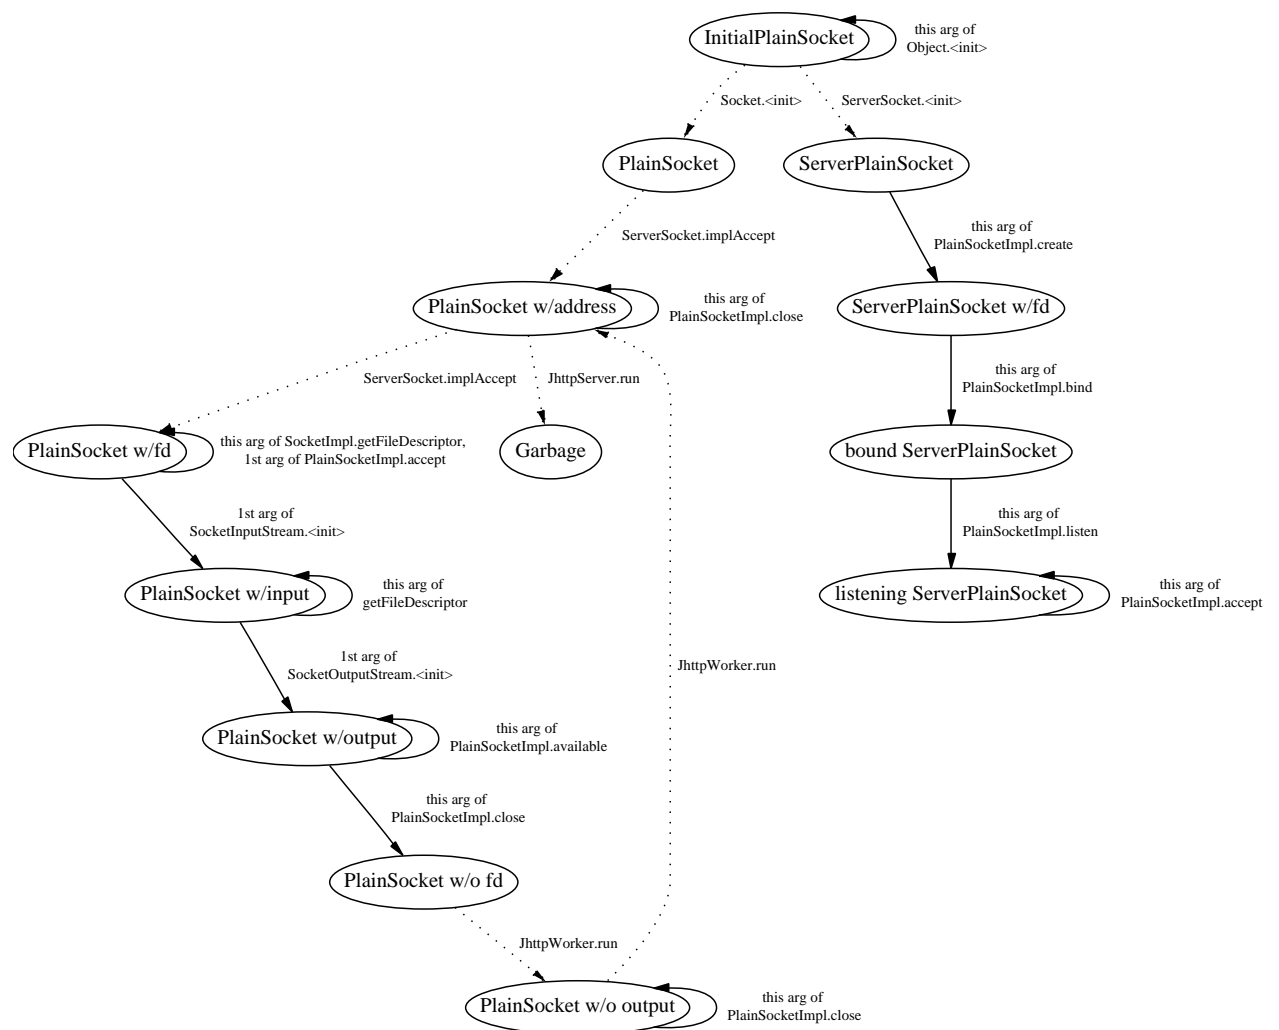 InitialPlainSocket
this arg of
Object.<init>
Socket.<init>
ServerSocket.<init>
PlainSocket
ServerPlainSocket
ServerSocket.implAccept
this arg of
PlainSocketImpl.create
PlainSocket w/address
this arg of
PlainSocketImpl.close
ServerPlainSocket w/fd
ServerSocket.implAccept
JhttpServer.run
this arg of
PlainSocketImpl.bind
PlainSocket w/fd
this arg of SocketImpl.getFileDescriptor,
1st arg of PlainSocketImpl.accept
Garbage
bound ServerPlainSocket
1st arg of
SocketInputStream.<init>
this arg of
PlainSocketImpl.listen
PlainSocket w/input
this arg of
getFileDescriptor
listening ServerPlainSocket
this arg of
PlainSocketImpl.accept
1st arg of
SocketOutputStream.<init>
JhttpWorker.run
PlainSocket w/output
this arg of
PlainSocketImpl.available
this arg of
PlainSocketImpl.close
PlainSocket w/o fd
JhttpWorker.run
PlainSocket w/o output
this arg of
PlainSocketImpl.close